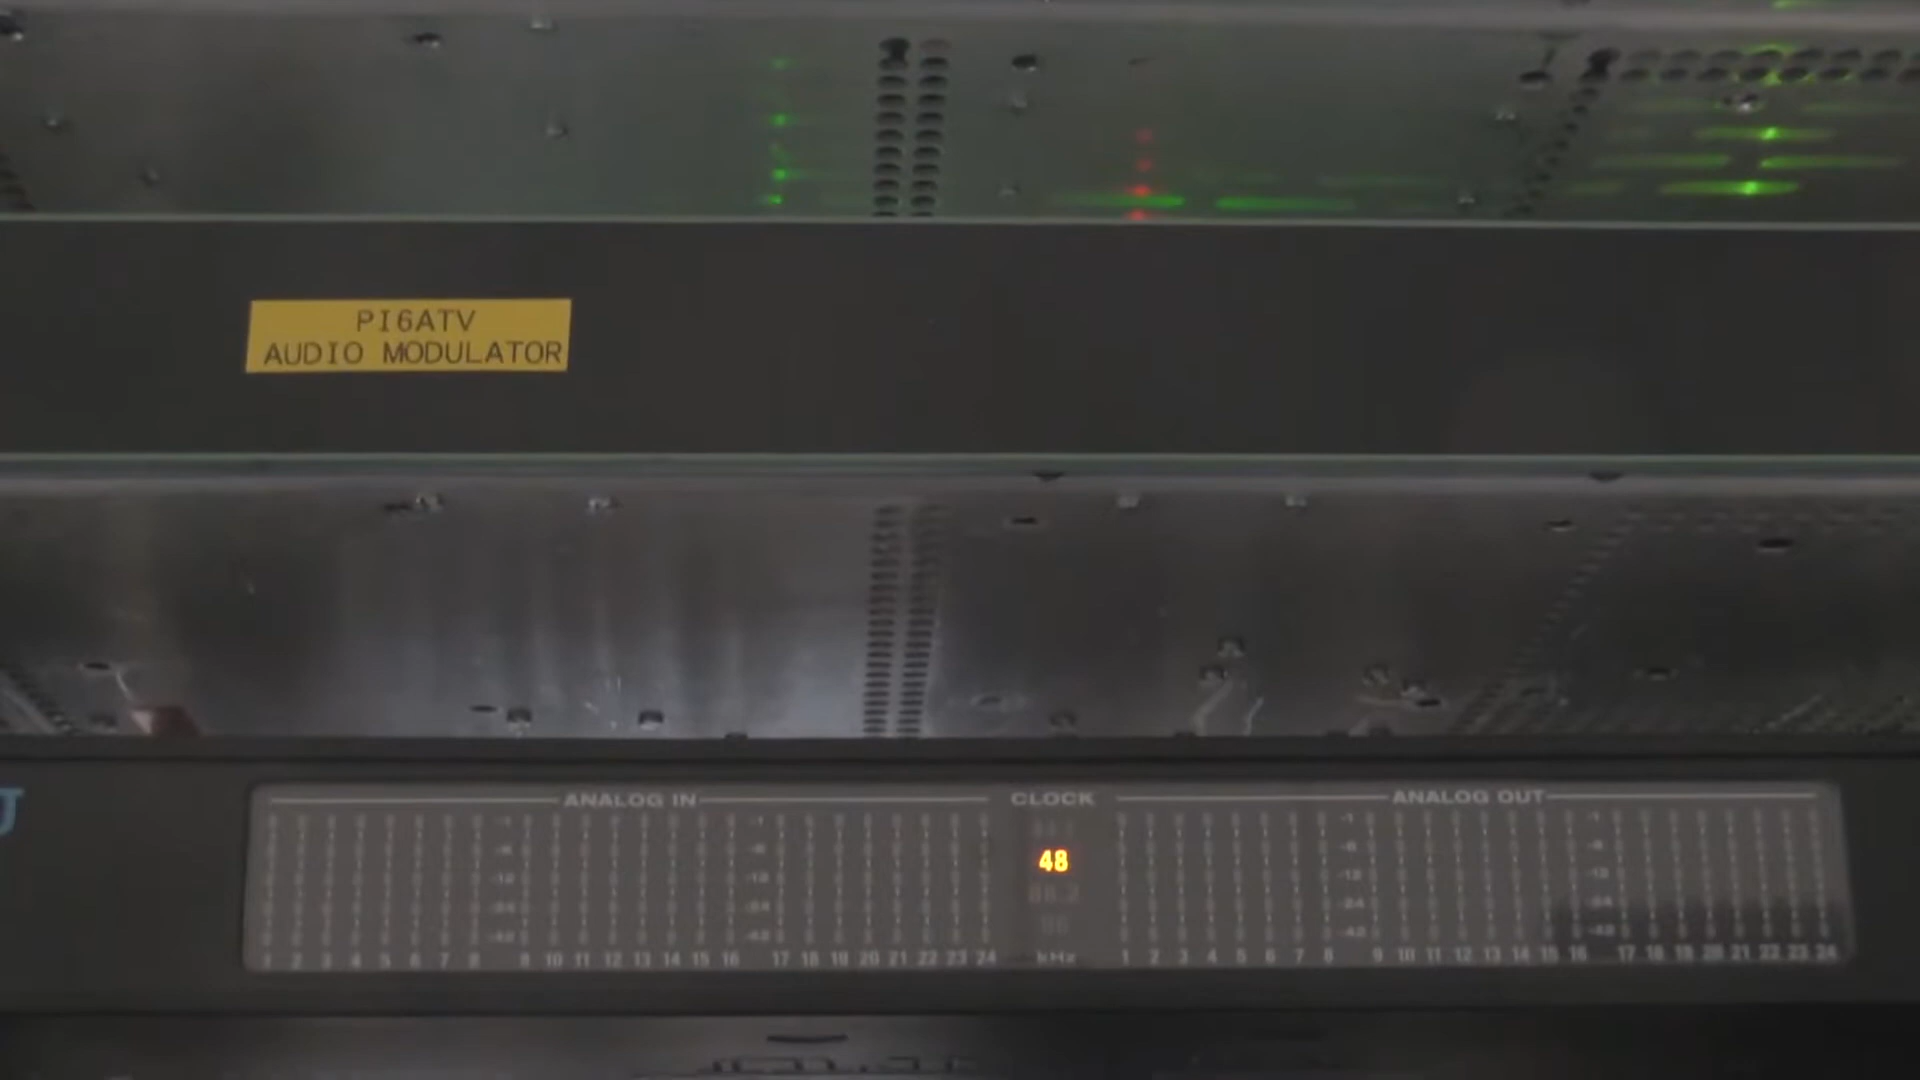 PI6ATV
AUDIO MODULATOR
ANALOG IN CLOCK ANALOG OUT
48
88.2
96
1 2 3 4 5 6 7 8 9 10 11 12 13 14 15 16 17 18 19 20 21 22 23 24 kHz 1 2 3 4 5 6 7 8 9 10 11 12 13 14 15 16 17 18 19 20 21 22 23 24